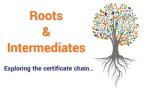 Roots
&
Intermediates
Exploring the certificate chain...